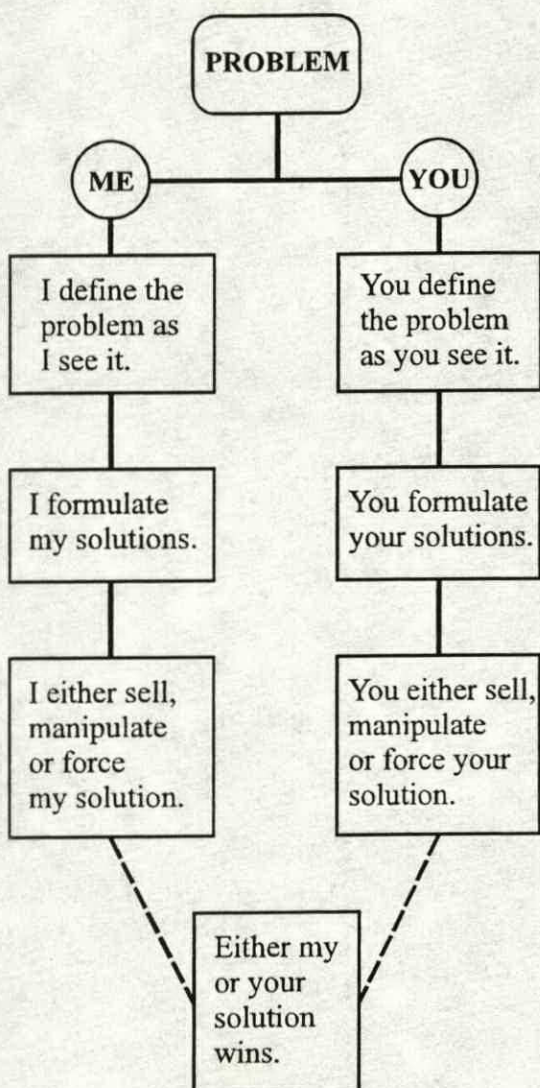 PROBLEM
ME
YOU
I define the
problem as
I see it.
You define
the problem
as you see it.
I formulate
my solutions.
You formulate
your solutions.
I either sell,
manipulate
or force
my solution.
You either sell,
manipulate
or force your
solution.
Either my
or your
solution
wins.